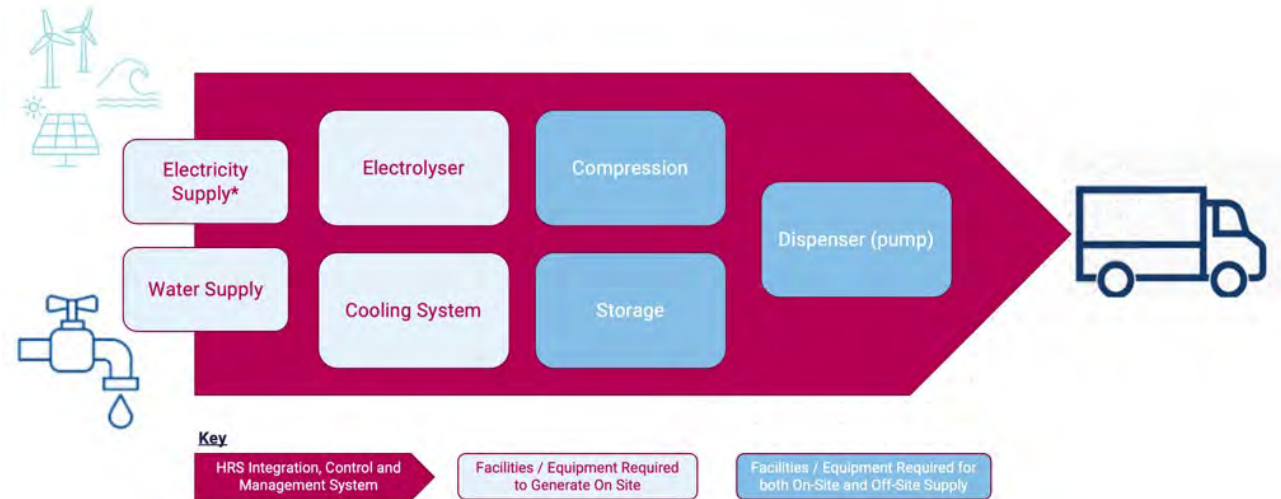 Electricity
Supply*
Electrolyser
Compression
Water Supply
Cooling System
Storage
Dispenser (pump)
Key
HRS Integration, Control and
Management System
Facilities / Equipment Required
to Generate On Site
Facilities / Equipment Required for
both On-Site and Off-Site Supply